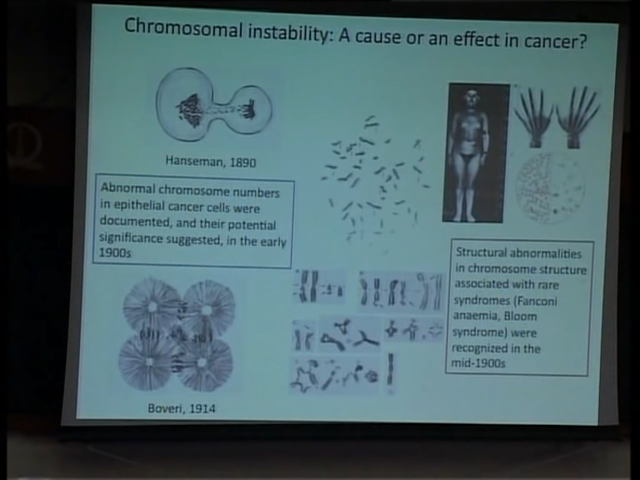 Chromosomal instability: A cause or an effect in cancer?
Hanseman, 1890
Abnormal chromosome numbers
in epithelial cancer cells were
documented, and their potential
significance suggested, in the early
1900s
Structural abnormalities
in chromosome structure
associated with rare
syndromes (Fanconi
anaemia, Bloom
syndrome) were
recognized in the
mid-1900s
Boveri, 1914